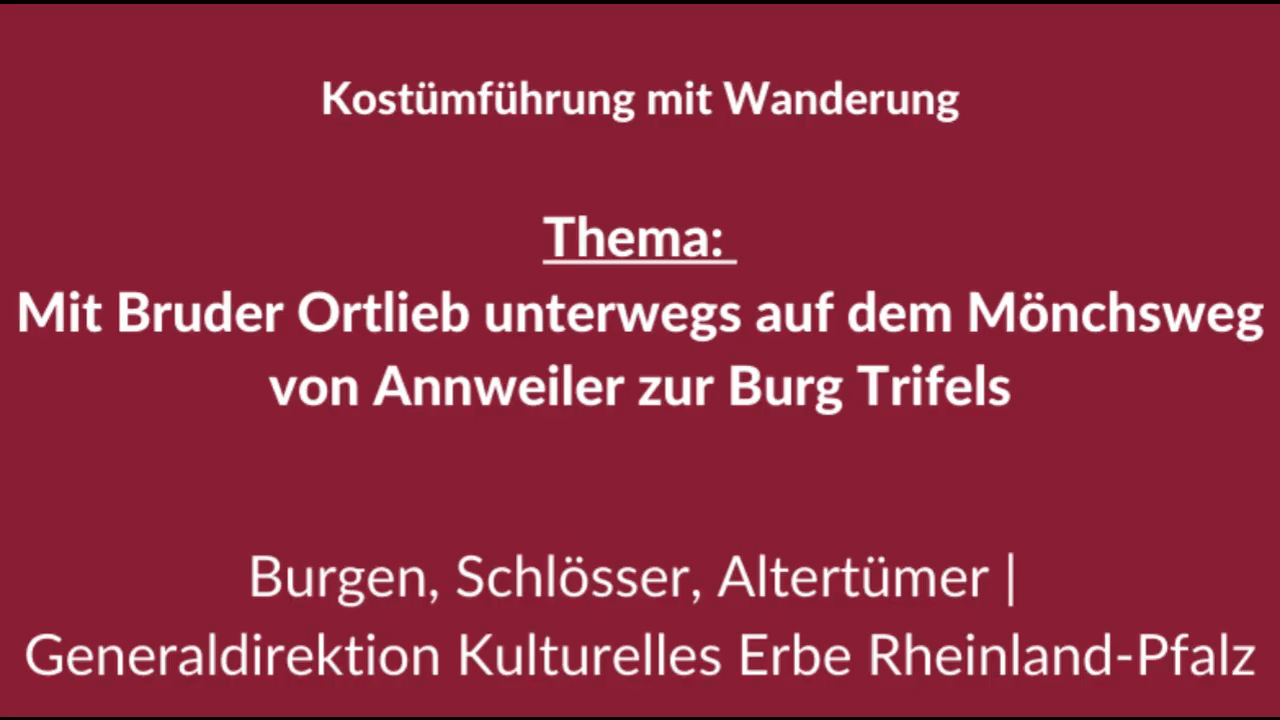 Kostümführung mit Wanderung
Thema:
Mit Bruder Ortlieb unterwegs auf dem Mönchsweg
von Annweiler zur Burg Trifels
Burgen, Schlösser, Altertümer |
Generaldirektion Kulturelles Erbe Rheinland-Pfalz